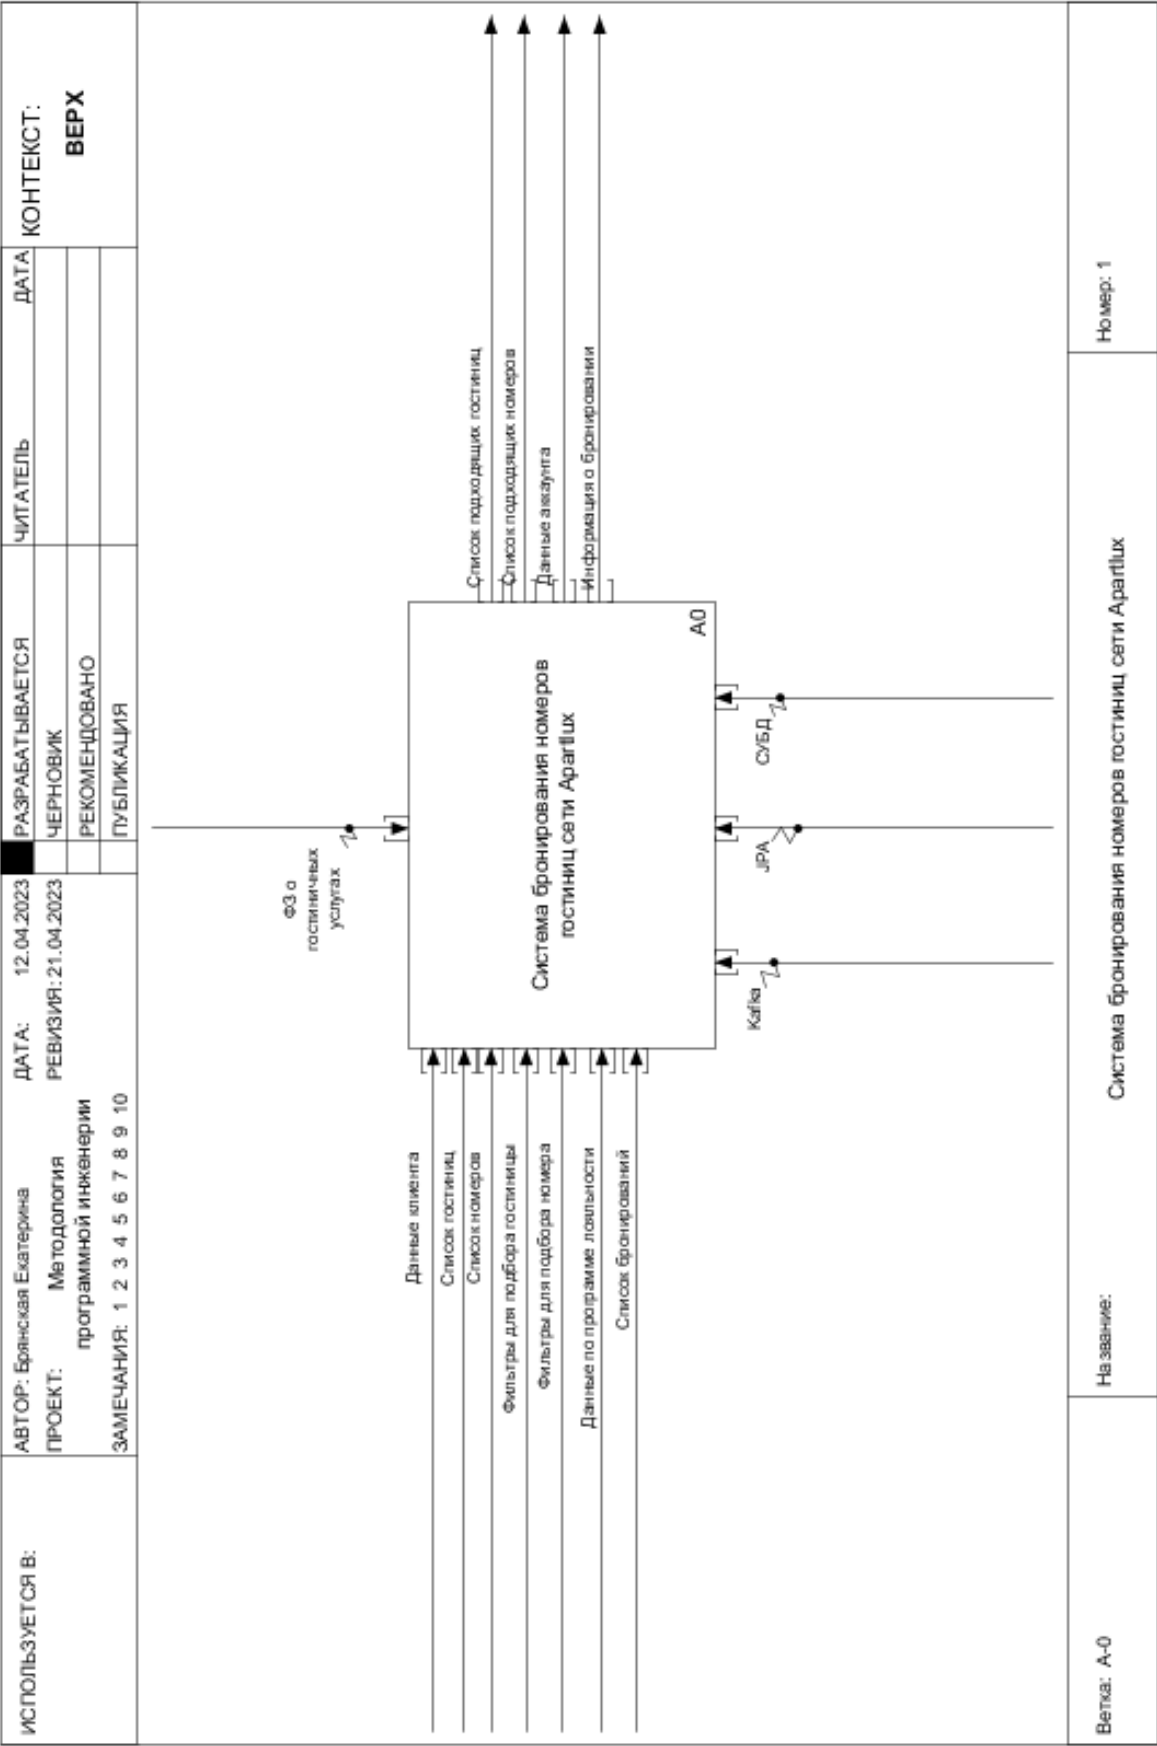 ИСПОЛЬЗУЕТСЯ В:
АВТОР: Брянская Екатерина
ДАТА: 12.04.2023
ПРОЕКТ: Методология
программной инженерии
РЕВИЗИЯ: 21.04.2023
ЗАМЕЧАНИЯ: 1 2 3 4 5 6 7 8 9 10
РАЗРАБАТЫВАЕТСЯ
ЧЕРНОВИК
РЕКОМЕНДОВАНО
ПУБЛИКАЦИЯ
ЧИТАТЕЛЬ
ДАТА
КОНТЕКСТ:
ВЕРХ
ФЗ о
гостиничных
услугах
Данные клиента
Список гостиниц
Список номеров
Фильтры для подбора гостиницы
Фильтры для подбора номера
Данные по программе лояльности
Список бронирований
Система бронирования номеров
гостиниц сети Apartlux
A0
Список подходящих гостиниц
Список подходящих номеров
Данные аккаунта
Информация о бронировании
Kafka
JPA
СУБД
Ветка: A-0
Название:
Система бронирования номеров гостиниц сети Apartlux
Номер: 1